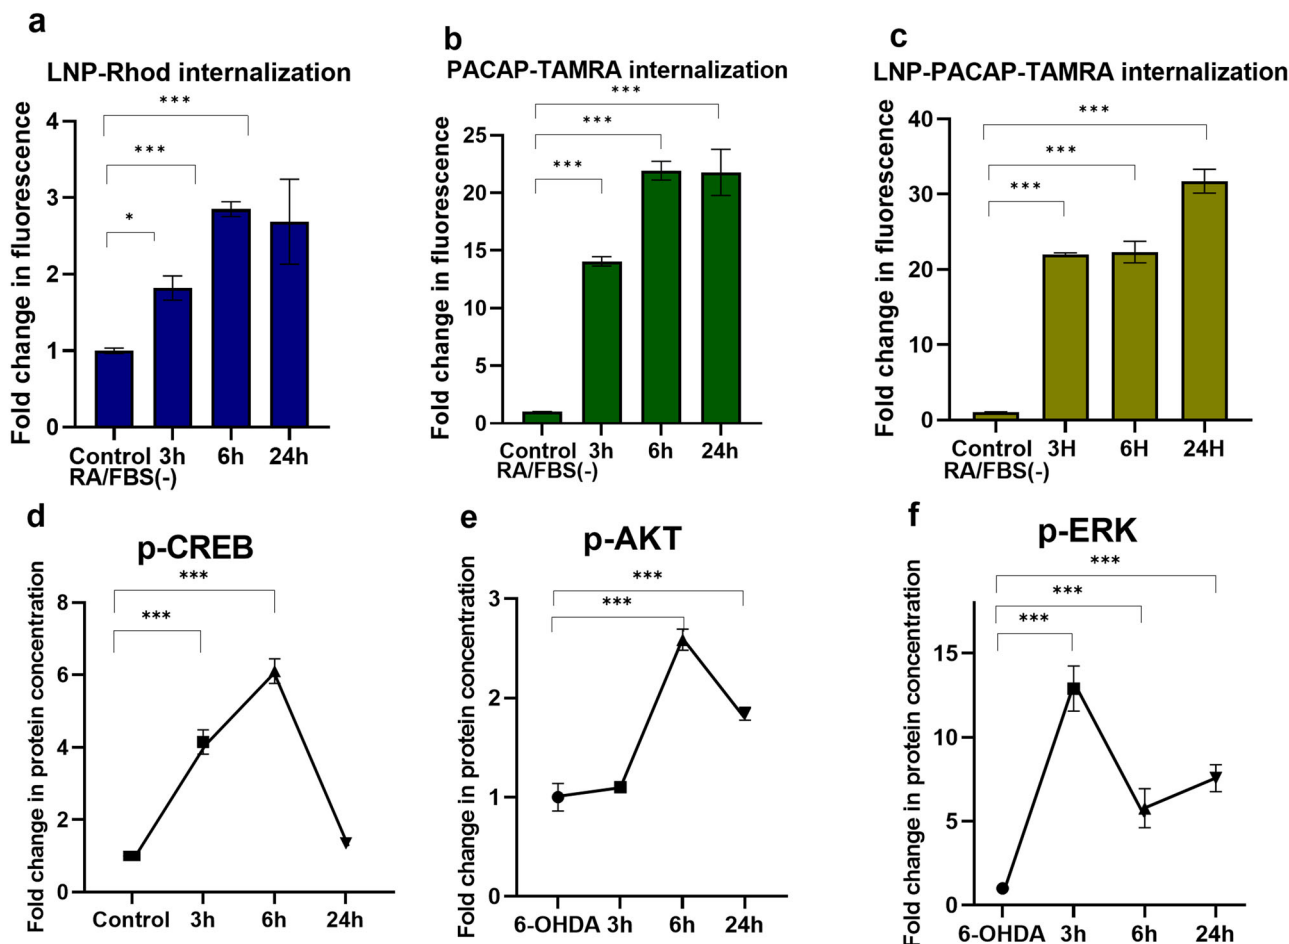 a
LNP-Rhod internalization
Fold change in fluorescence
4
3
2
1
0
***
***
*
Control 3h 6h 24h
RA/FBS(-)
b
PACAP-TAMRA internalization
Fold change in fluorescence
25
20
15
10
5
0
***
***
***
Control 3h 6h 24h
RA/FBS(-)
c
LNP-PACAP-TAMRA internalization
Fold change in fluorescence
40
30
20
10
0
***
***
***
Control 3H 6H 24H
RA/FBS(-)
d
p-CREB
Fold change in protein concentration
8
6
4
2
0
***
***
Control 3h 6h 24h
e
p-AKT
Fold change in protein concentration
3
2
1
0
***
***
6-OHDA 3h 6h 24h
f
p-ERK
Fold change in protein concentration
15
10
5
0
***
***
***
6-OHDA 3h 6h 24h